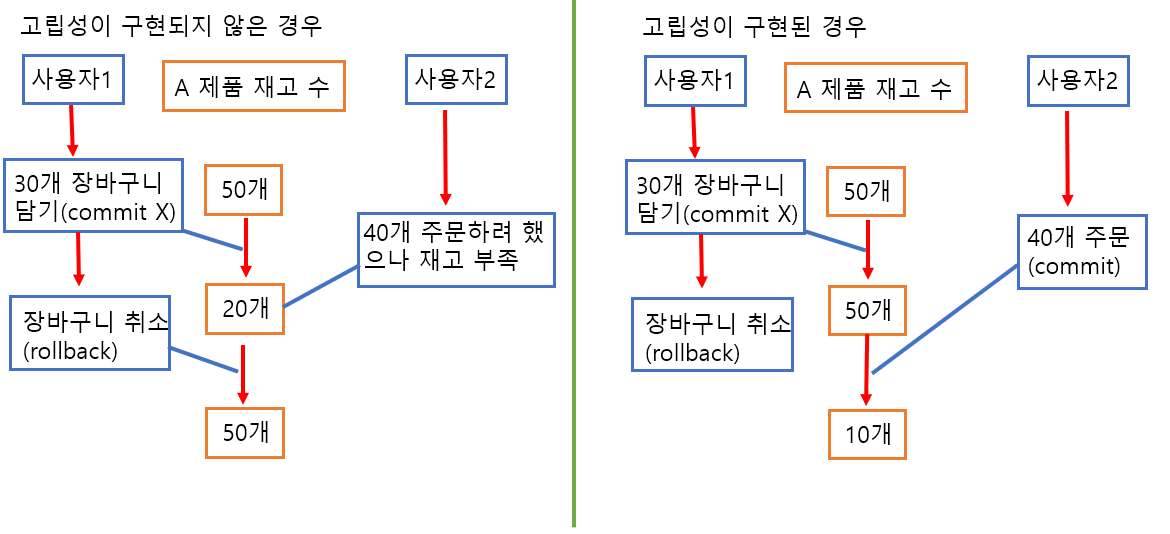 고립성이 구현되지 않은 경우
사용자1
A 제품 재고 수
사용자2
30개 장바구니
담기(commit X)
50개
40개 주문하려 했
으나 재고 부족
20개
장바구니 취소
(rollback)
50개
고립성이 구현된 경우
사용자1
A 제품 재고 수
사용자2
30개 장바구니
담기(commit X)
50개
40개 주문
(commit)
50개
장바구니 취소
(rollback)
10개